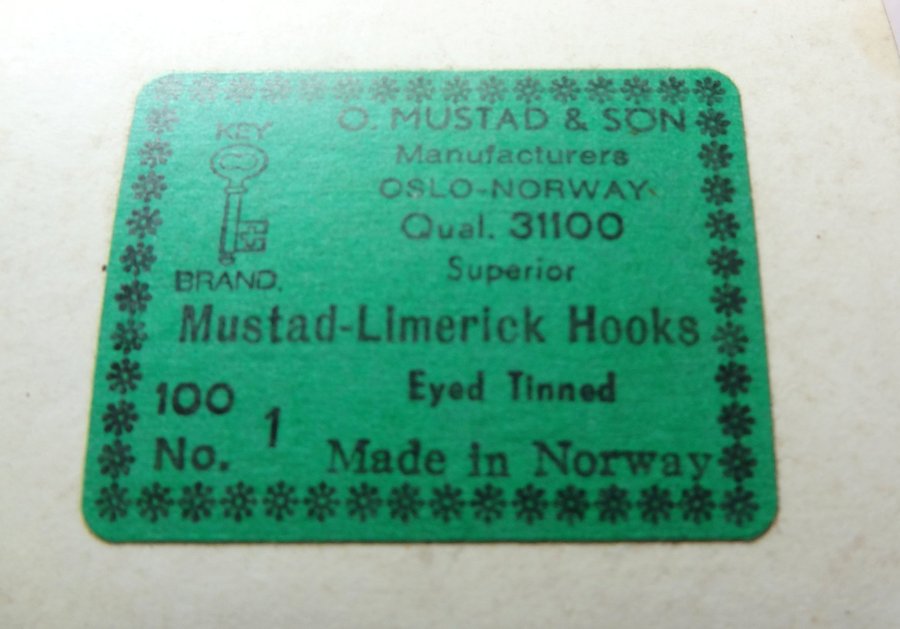 KEY
BRAND.
O. MUSTAD & SON
Manufacturers
OSLO-NORWAY
Qual. 31100
Superior
Mustad-Limerick Hooks
Eyed Tinned
100
No. 1
Made in Norway